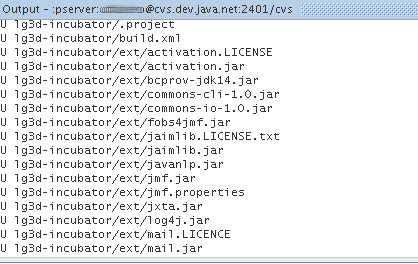 Output - :pserver:@cvs.dev.java.net:2401/cvs
U lg3d-incubator/.project
U lg3d-incubator/build.xml
U lg3d-incubator/ext/activation.LICENSE
U lg3d-incubator/ext/activation.jar
U lg3d-incubator/ext/bcprov-jdk14.jar
U lg3d-incubator/ext/commons-cli-1.0.jar
U lg3d-incubator/ext/commons-io-1.0.jar
U lg3d-incubator/ext/fobs4jmf.jar
U lg3d-incubator/ext/jaimlib.LICENSE.txt
U lg3d-incubator/ext/jaimlib.jar
U lg3d-incubator/ext/javanlp.jar
U lg3d-incubator/ext/jmf.jar
U lg3d-incubator/ext/jmf.properties
U lg3d-incubator/ext/jxta.jar
U lg3d-incubator/ext/log4j.jar
U lg3d-incubator/ext/mail.LICENCE
U lg3d-incubator/ext/mail.jar